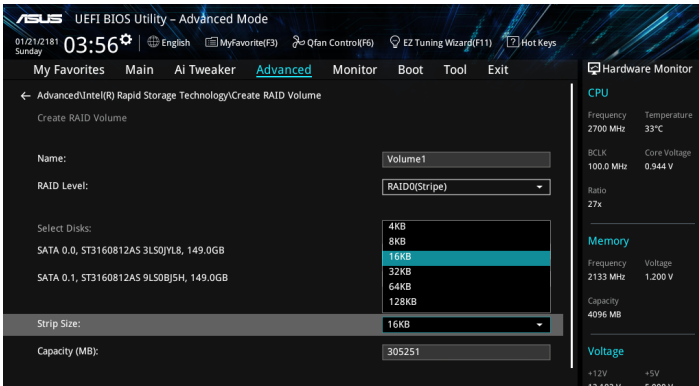 ASUS UEFI BIOS Utility – Advanced Mode
01/21/2181 Sunday 03:56 English MyFavorite(F3) Qfan Control(F6) EZ Tuning Wizard(F11) Hot Keys
My Favorites Main Ai Tweaker Advanced Monitor Boot Tool Exit
Hardware Monitor
← Advanced\Intel(R) Rapid Storage Technology\Create RAID Volume
Create RAID Volume
Name: Volume1
RAID Level: RAID0(Stripe)
Select Disks:
SATA 0.0, ST3160812AS 3LS0JYL8, 149.0GB
SATA 0.1, ST3160812AS 9LS0BJ5H, 149.0GB
4KB
8KB
16KB
32KB
64KB
128KB
Strip Size: 16KB
Capacity (MB): 305251
CPU
Frequency Temperature
2700 MHz 33°C
BCLK Core Voltage
100.0 MHz 0.944 V
Ratio
27x
Memory
Frequency Voltage
2133 MHz 1.200 V
Capacity
4096 MB
Voltage
+12V +5V